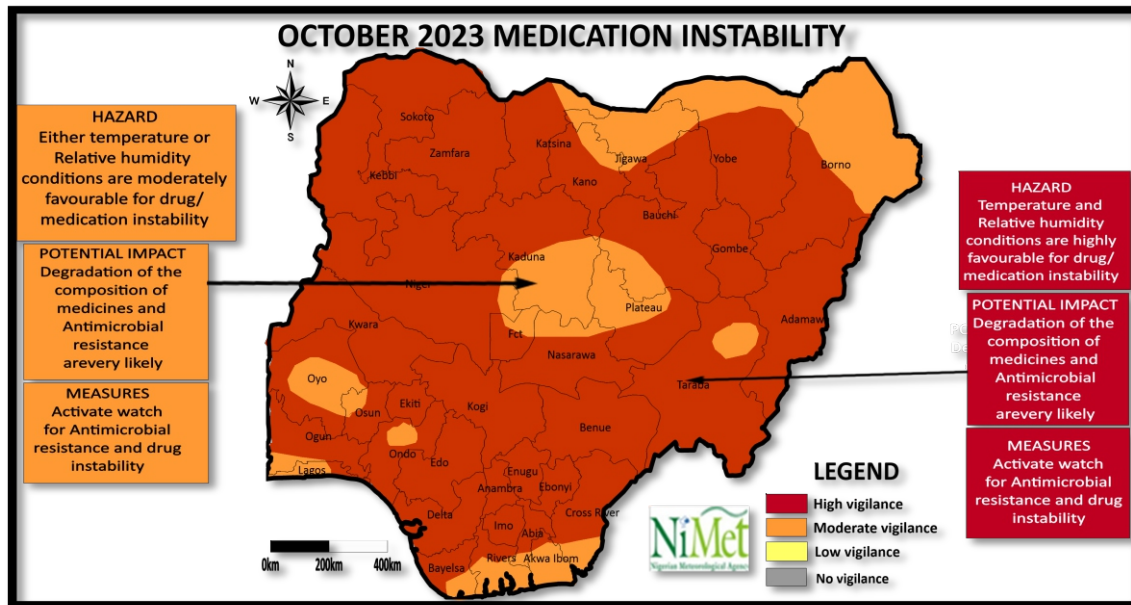 OCTOBER 2023 MEDICATION INSTABILITY
N
W E
S
HAZARD
Either temperature or
Relative humidity
conditions are moderately
favourable for drug/
medication instability
POTENTIAL IMPACT
Degradation of the
composition of
medicines and
Antimicrobial
resistance
arevery likely
MEASURES
Activate watch
for Antimicrobial
resistance and drug
instability
Sokoto
Zamfara
Kebbi
Katsina
Jigawa
Kano
Yobe
Borno
Bauchi
Gombe
Kaduna
Niger
Plateau
Adamawa
Kwara
Fct
Nasarawa
Taraba
Oyo
Osun
Ekiti
Kogi
Benue
Ogun
Ondo
Edo
Lagos
Enugu
Anambra
Ebonyi
Cross River
Delta
Imo
Abia
Rivers
Akwa Ibom
Bayelsa
0km 200km 400km
HAZARD
Temperature and
Relative humidity
conditions are highly
favourable for drug/
medication instability
POTENTIAL IMPACT
Degradation of the
composition of
medicines and
Antimicrobial
resistance
arevery likely
MEASURES
Activate watch
for Antimicrobial
resistance and drug
instability
LEGEND
High vigilance
Moderate vigilance
Low vigilance
No vigilance
NiMet
Nigerian Meteorological Agency